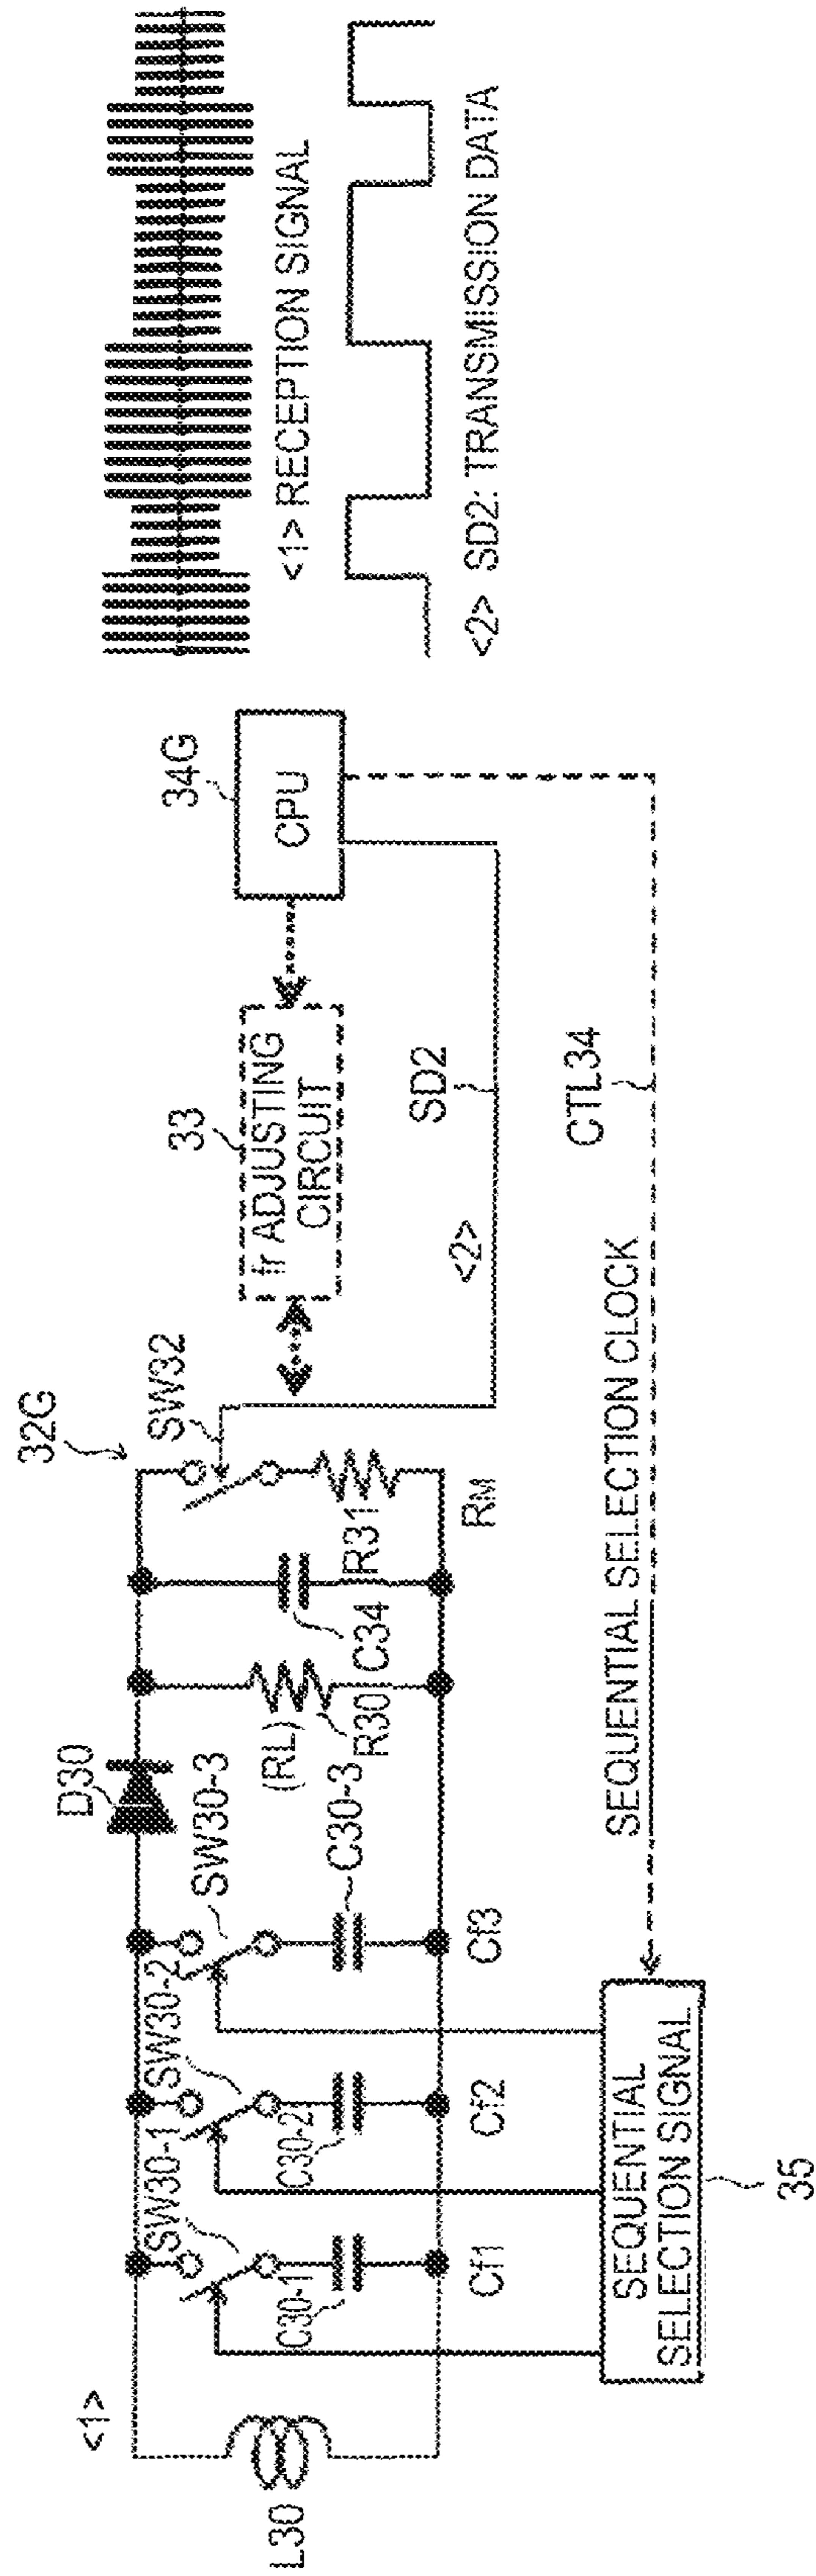 <1>
L30
SW30-1
C30-1
Cf1
SW30-2
C30-2
Cf2
SW30-3
C30-3
Cf3
D30
(RL)
R30
C34
R31
RM
32G
SW32
33
fr ADJUSTING
CIRCUIT
34G
CPU
<2>
SD2
CTL34
SEQUENTIAL SELECTION CLOCK
SEQUENTIAL
SELECTION SIGNAL
35
<1> RECEPTION SIGNAL
<2> SD2: TRANSMISSION DATA